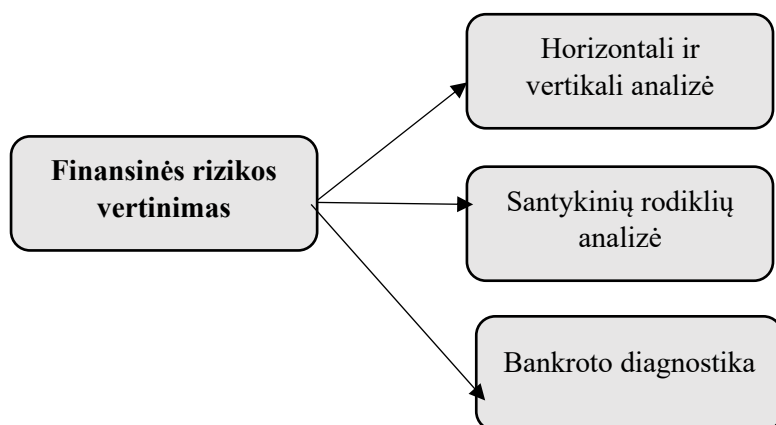 Horizontali ir
vertikali analizė
Finansinės rizikos
vertinimas
Santykinių rodiklių
analizė
Bankroto diagnostika